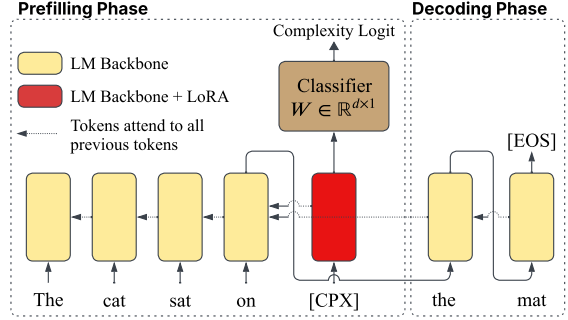 Prefilling Phase
Decoding Phase
Complexity Logit
LM Backbone
LM Backbone + LoRA
Tokens attend to all
previous tokens
Classifier
W ∈ ℝ^{d×1}
[EOS]
The cat sat on [CPX] the mat